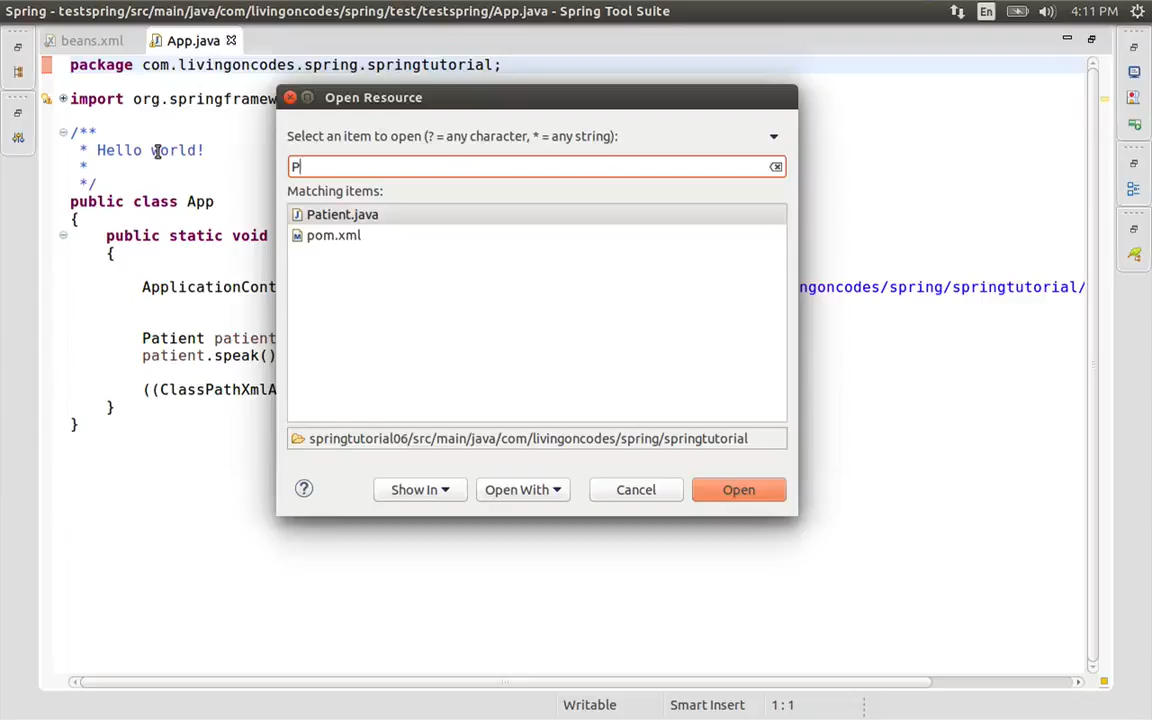 Spring - testspring/src/main/java/com/livingoncodes/spring/test/testspring/App.java - Spring Tool Suite
En
4:11 PM
beans.xml
App.java
package com.livingoncodes.spring.springtutorial;
import org.springframew
/**
* Hello world!
*
*/
public class App
{
public static void
{
ApplicationCont
ngoncodes/spring/springtutorial/
Patient patient
patient.speak()
((ClassPathXmlA
}
}
Open Resource
Select an item to open (? = any character, * = any string):
P
Matching items:
Patient.java
pom.xml
springtutorial06/src/main/java/com/livingoncodes/spring/springtutorial
?
Show In
Open With
Cancel
Open
Writable
Smart Insert
1 : 1